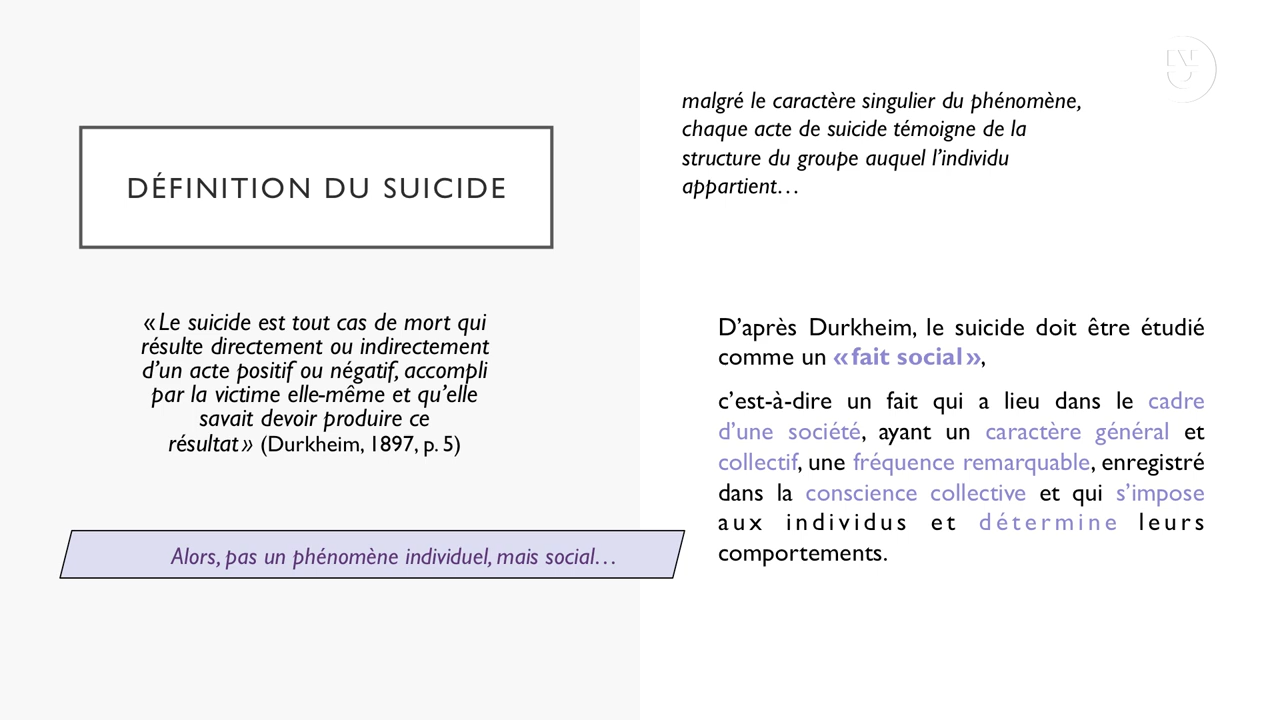 DÉFINITION DU SUICIDE
«Le suicide est tout cas de mort qui
résulte directement ou indirectement
d'un acte positif ou négatif, accompli
par la victime elle-même et qu'elle
savait devoir produire ce
résultat» (Durkheim, 1897, p. 5)
Alors, pas un phénomène individuel, mais social…
malgré le caractère singulier du phénomène,
chaque acte de suicide témoigne de la
structure du groupe auquel l'individu
appartient…
D'après Durkheim, le suicide doit être étudié
comme un «fait social»,
c'est-à-dire un fait qui a lieu dans le cadre
d'une société, ayant un caractère général et
collectif, une fréquence remarquable, enregistré
dans la conscience collective et qui s'impose
aux individus et détermine leurs
comportements.